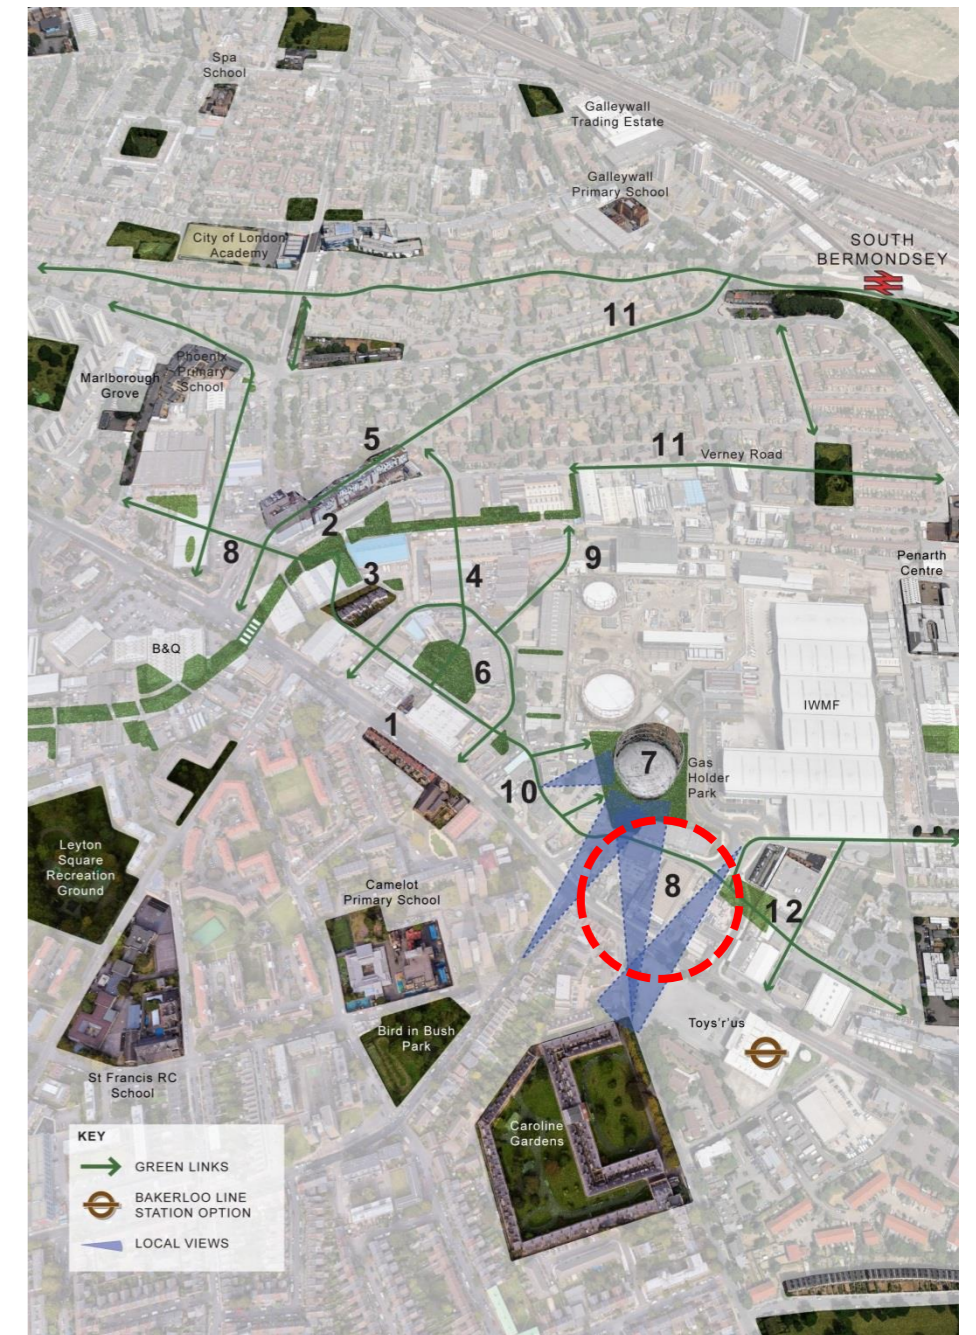 Spa
School
Galleywall
Trading Estate
Galleywall
Primary School
City of London
Academy
SOUTH
BERMONDSEY
11
Phoenix
Primary
School
Marlborough
Grove
5
11
Verney Road
2
8
3
4
9
Penarth
Centre
B&Q
6
IWMF
1
7
Gas
Holder
Park
10
Leyton
Square
Recreation
Ground
Camelot
Primary School
8
12
Bird in Bush
Park
Toys'r'us
St Francis RC
School
Caroline
Gardens
KEY
GREEN LINKS
BAKERLOO LINE
STATION OPTION
LOCAL VIEWS